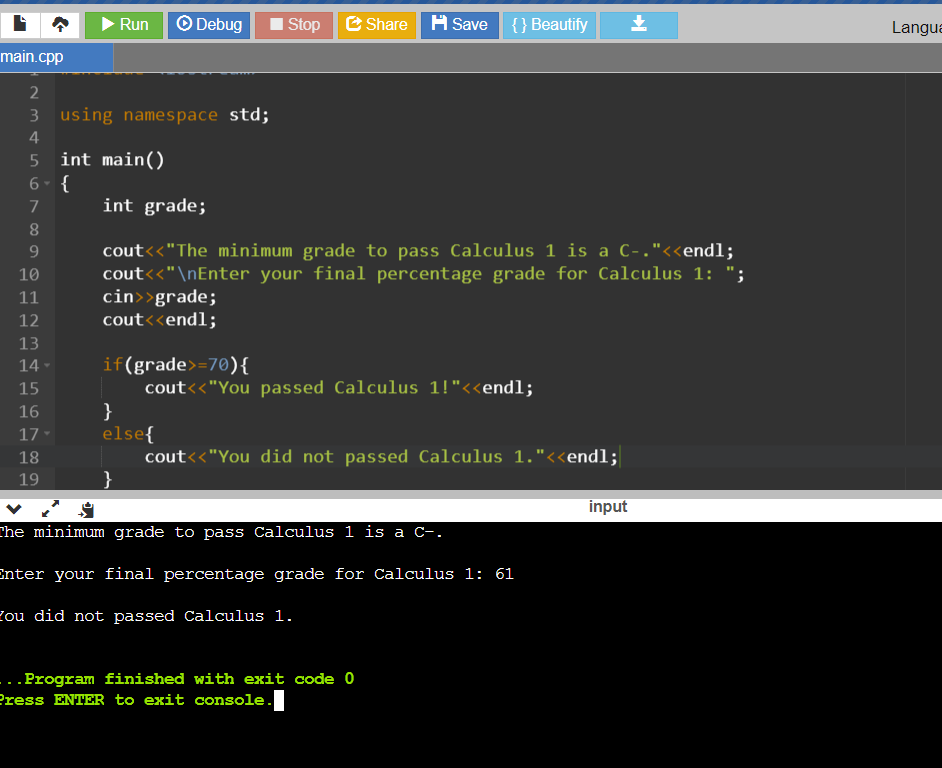 Run Debug Stop Share Save { } Beautify
Langua
main.cpp
2
3 using namespace std;
4
5 int main()
6 {
7 int grade;
8
9 cout<<"The minimum grade to pass Calculus 1 is a C-."<<endl;
10 cout<<"\nEnter your final percentage grade for Calculus 1: ";
11 cin>>grade;
12 cout<<endl;
13
14 if(grade>=70){
15 cout<<"You passed Calculus 1!"<<endl;
16 }
17 else{
18 cout<<"You did not passed Calculus 1."<<endl;
19 }
input
The minimum grade to pass Calculus 1 is a C-.
Enter your final percentage grade for Calculus 1: 61
You did not passed Calculus 1.
...Program finished with exit code 0
Press ENTER to exit console.